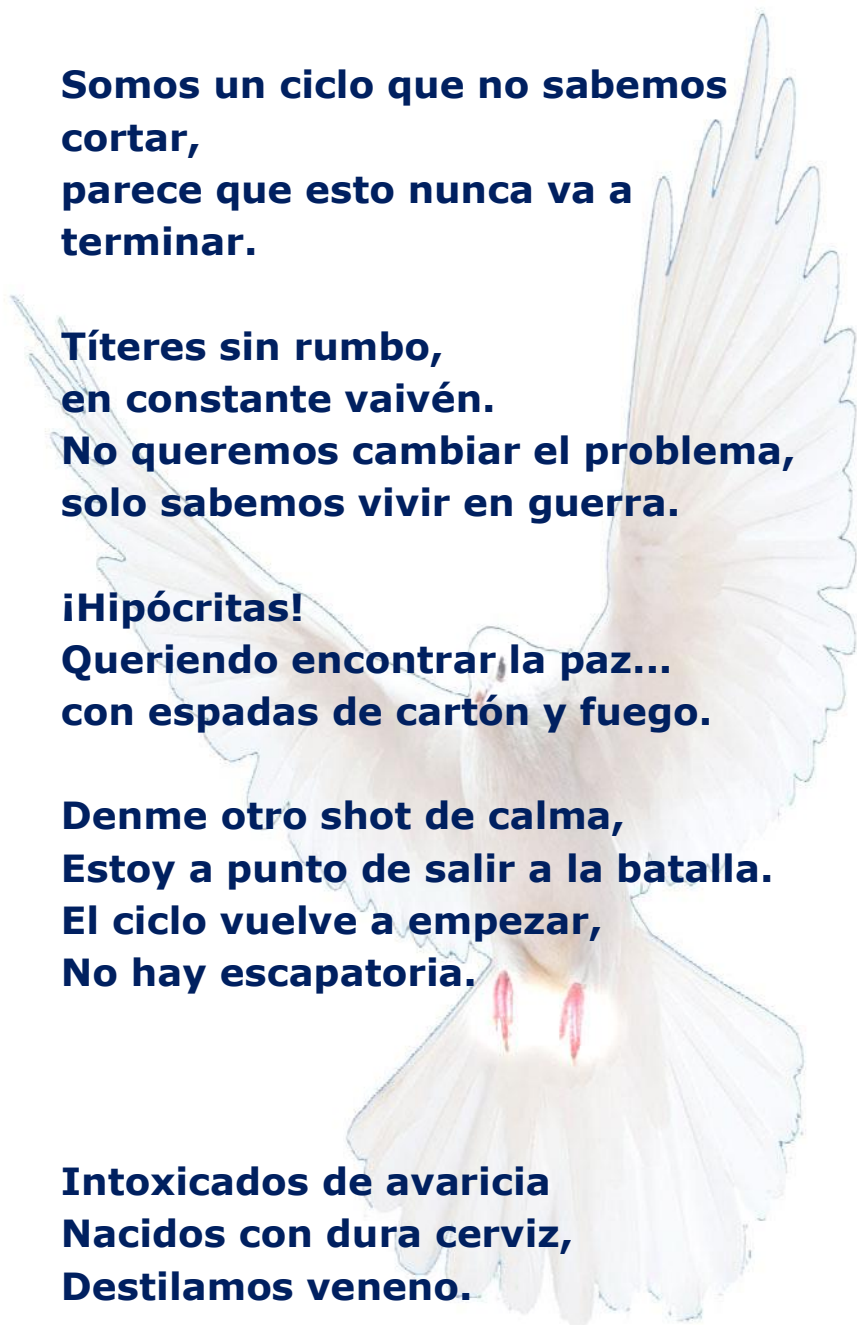 Somos un ciclo que no sabemos
cortar,
parece que esto nunca va a
terminar.
Títeres sin rumbo,
en constante vaivén.
No queremos cambiar el problema,
solo sabemos vivir en guerra.
¡Hipócritas!
Queriendo encontrar la paz...
con espadas de cartón y fuego.
Denme otro shot de calma,
Estoy a punto de salir a la batalla.
El ciclo vuelve a empezar,
No hay escapatoria.
Intoxicados de avaricia
Nacidos con dura cerviz,
Destilamos veneno.